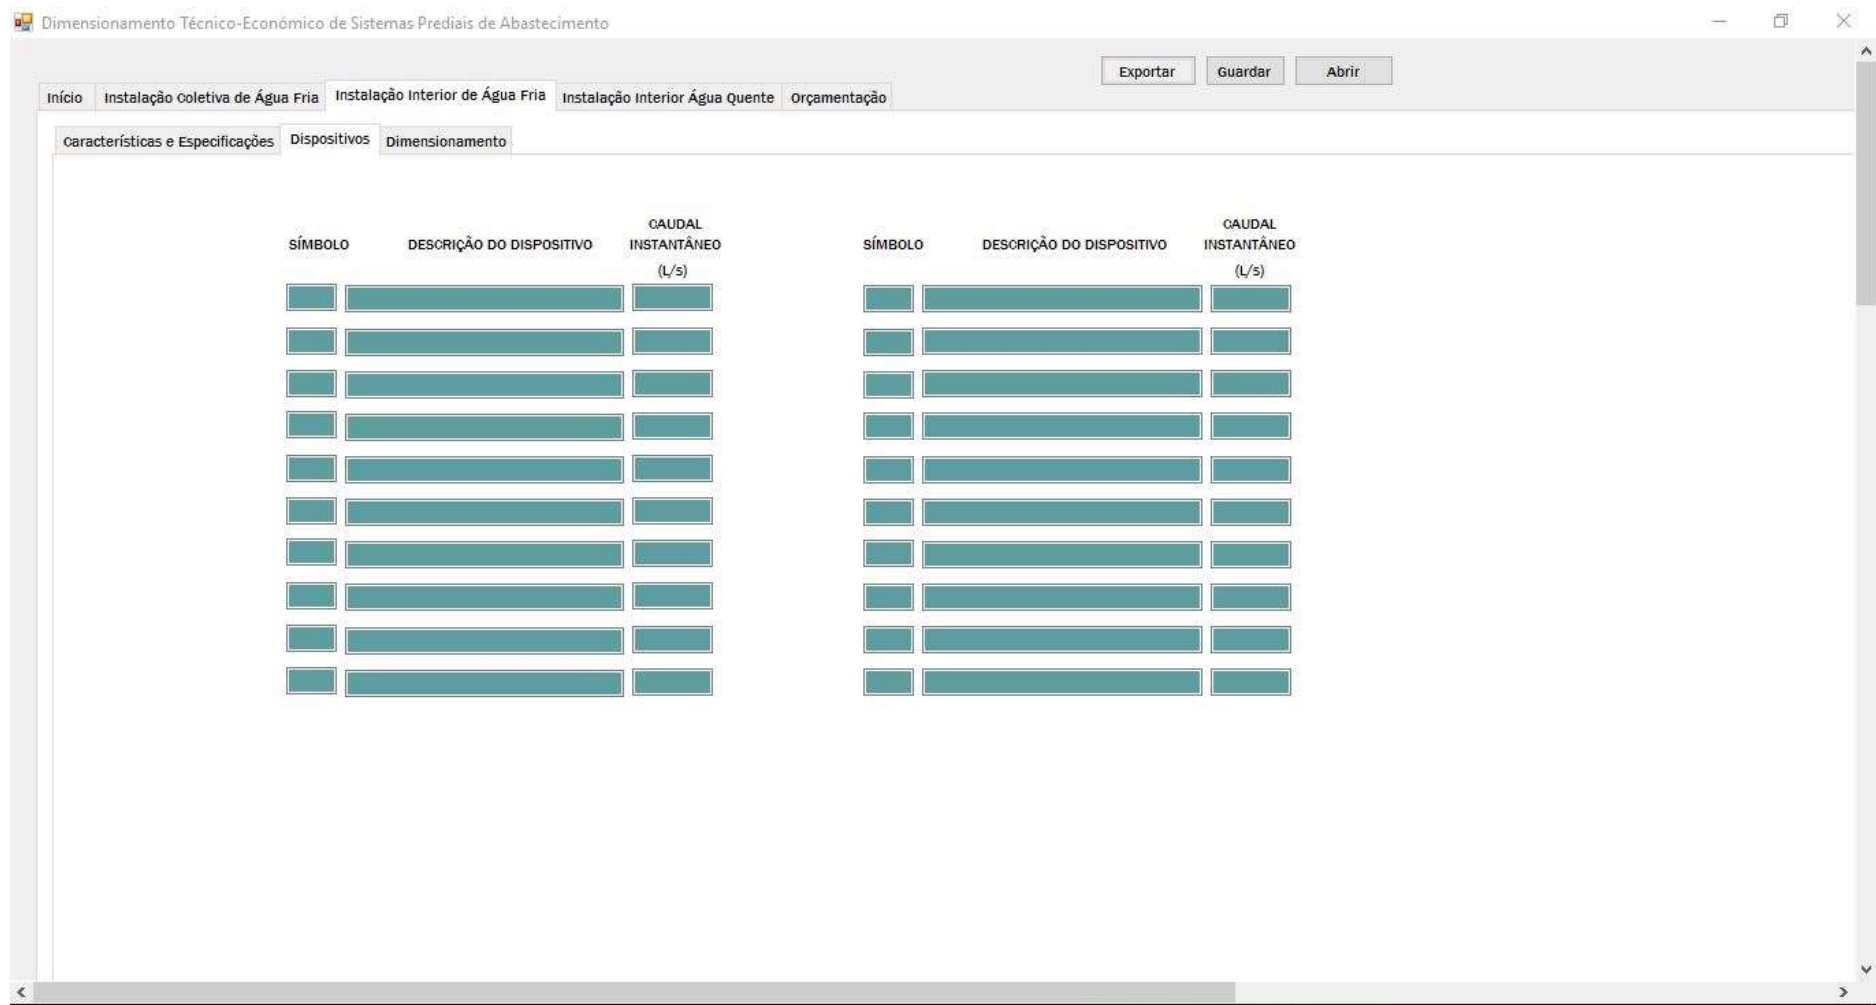 Dimensionamento Técnico-Económico de Sistemas Prediais de Abastecimento
Exportar Guardar Abrir
Início Instalação Coletiva de Água Fria Instalação Interior de Água Fria Instalação Interior Água Quente Orçamentação
Características e Especificações Dispositivos Dimensionamento
CAUDAL CAUDAL
SÍMBOLO DESCRIÇÃO DO DISPOSITIVO INSTANTÂNEO SÍMBOLO DESCRIÇÃO DO DISPOSITIVO INSTANTÂNEO
(L/s) (L/s)